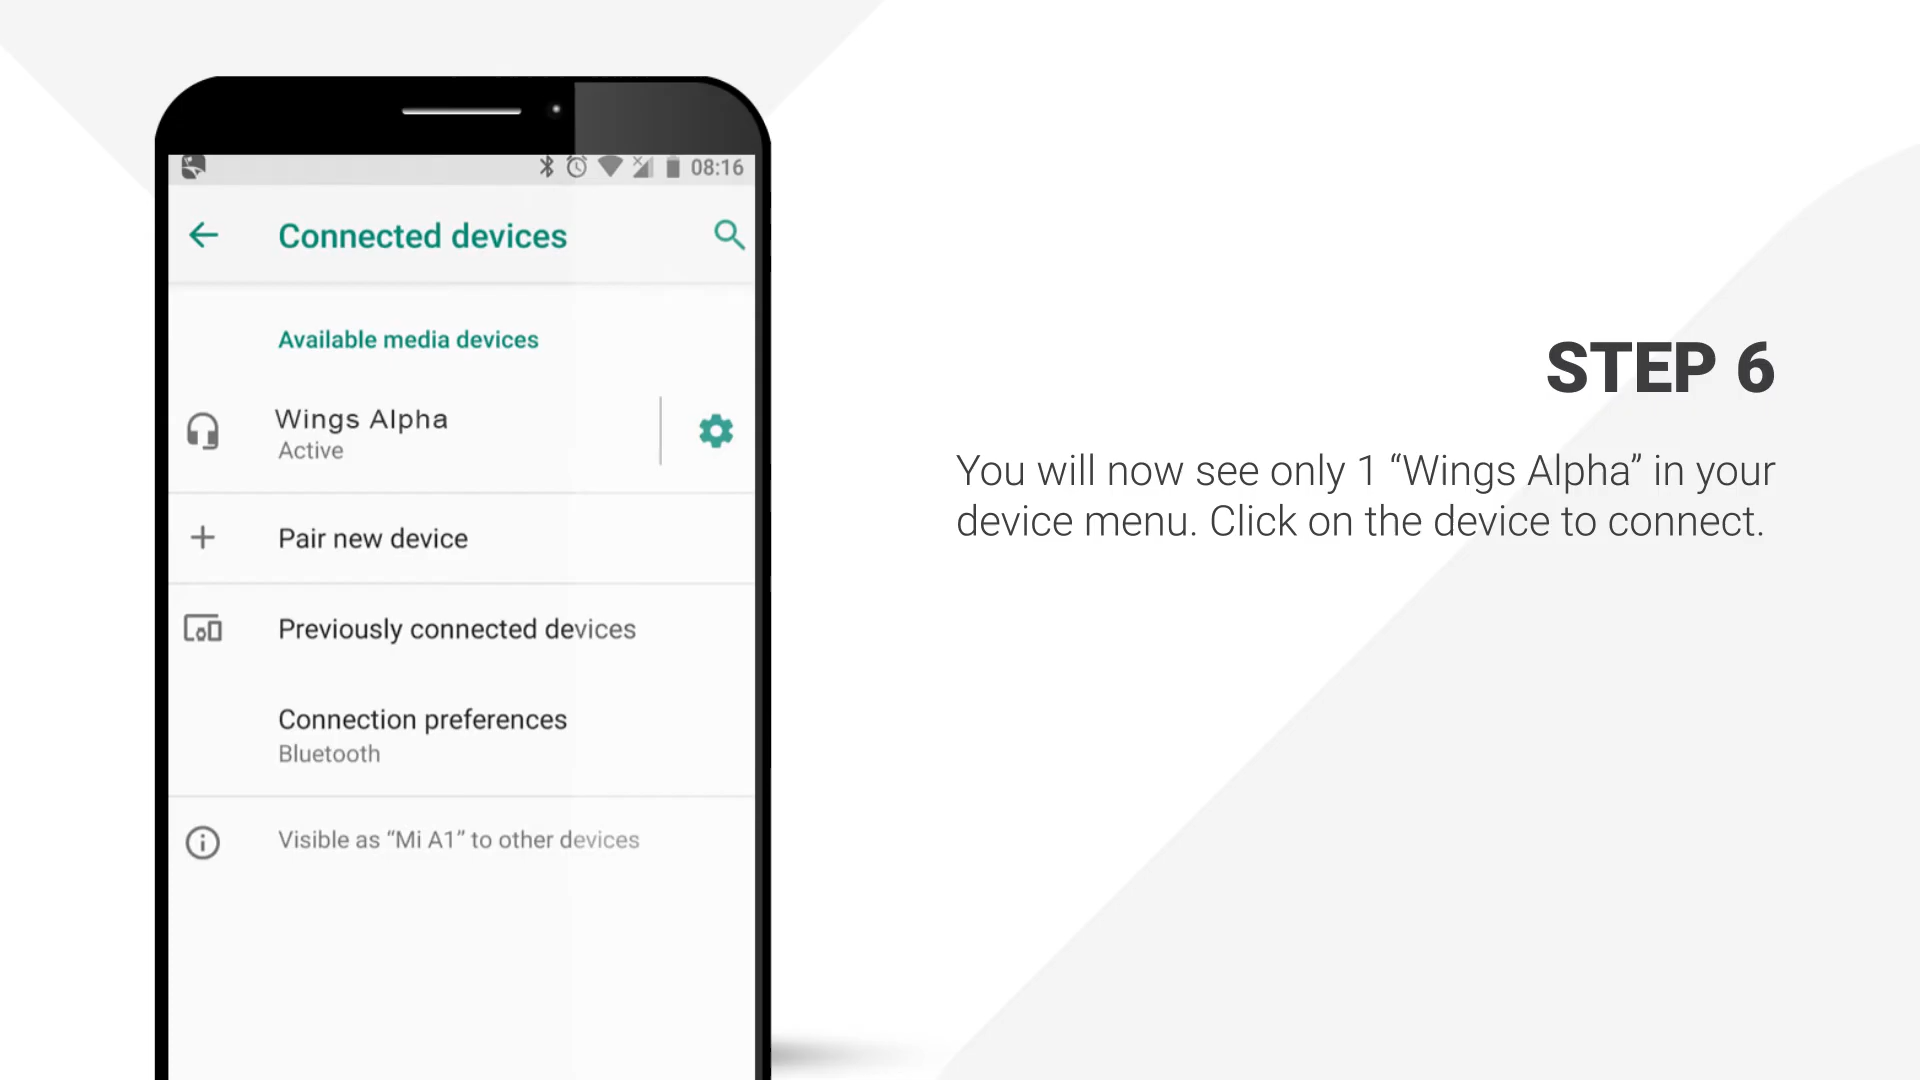 08:16
Connected devices
Available media devices
Wings Alpha
Active
Pair new device
Previously connected devices
Connection preferences
Bluetooth
Visible as “Mi A1” to other devices
STEP 6
You will now see only 1 “Wings Alpha” in your
device menu. Click on the device to connect.